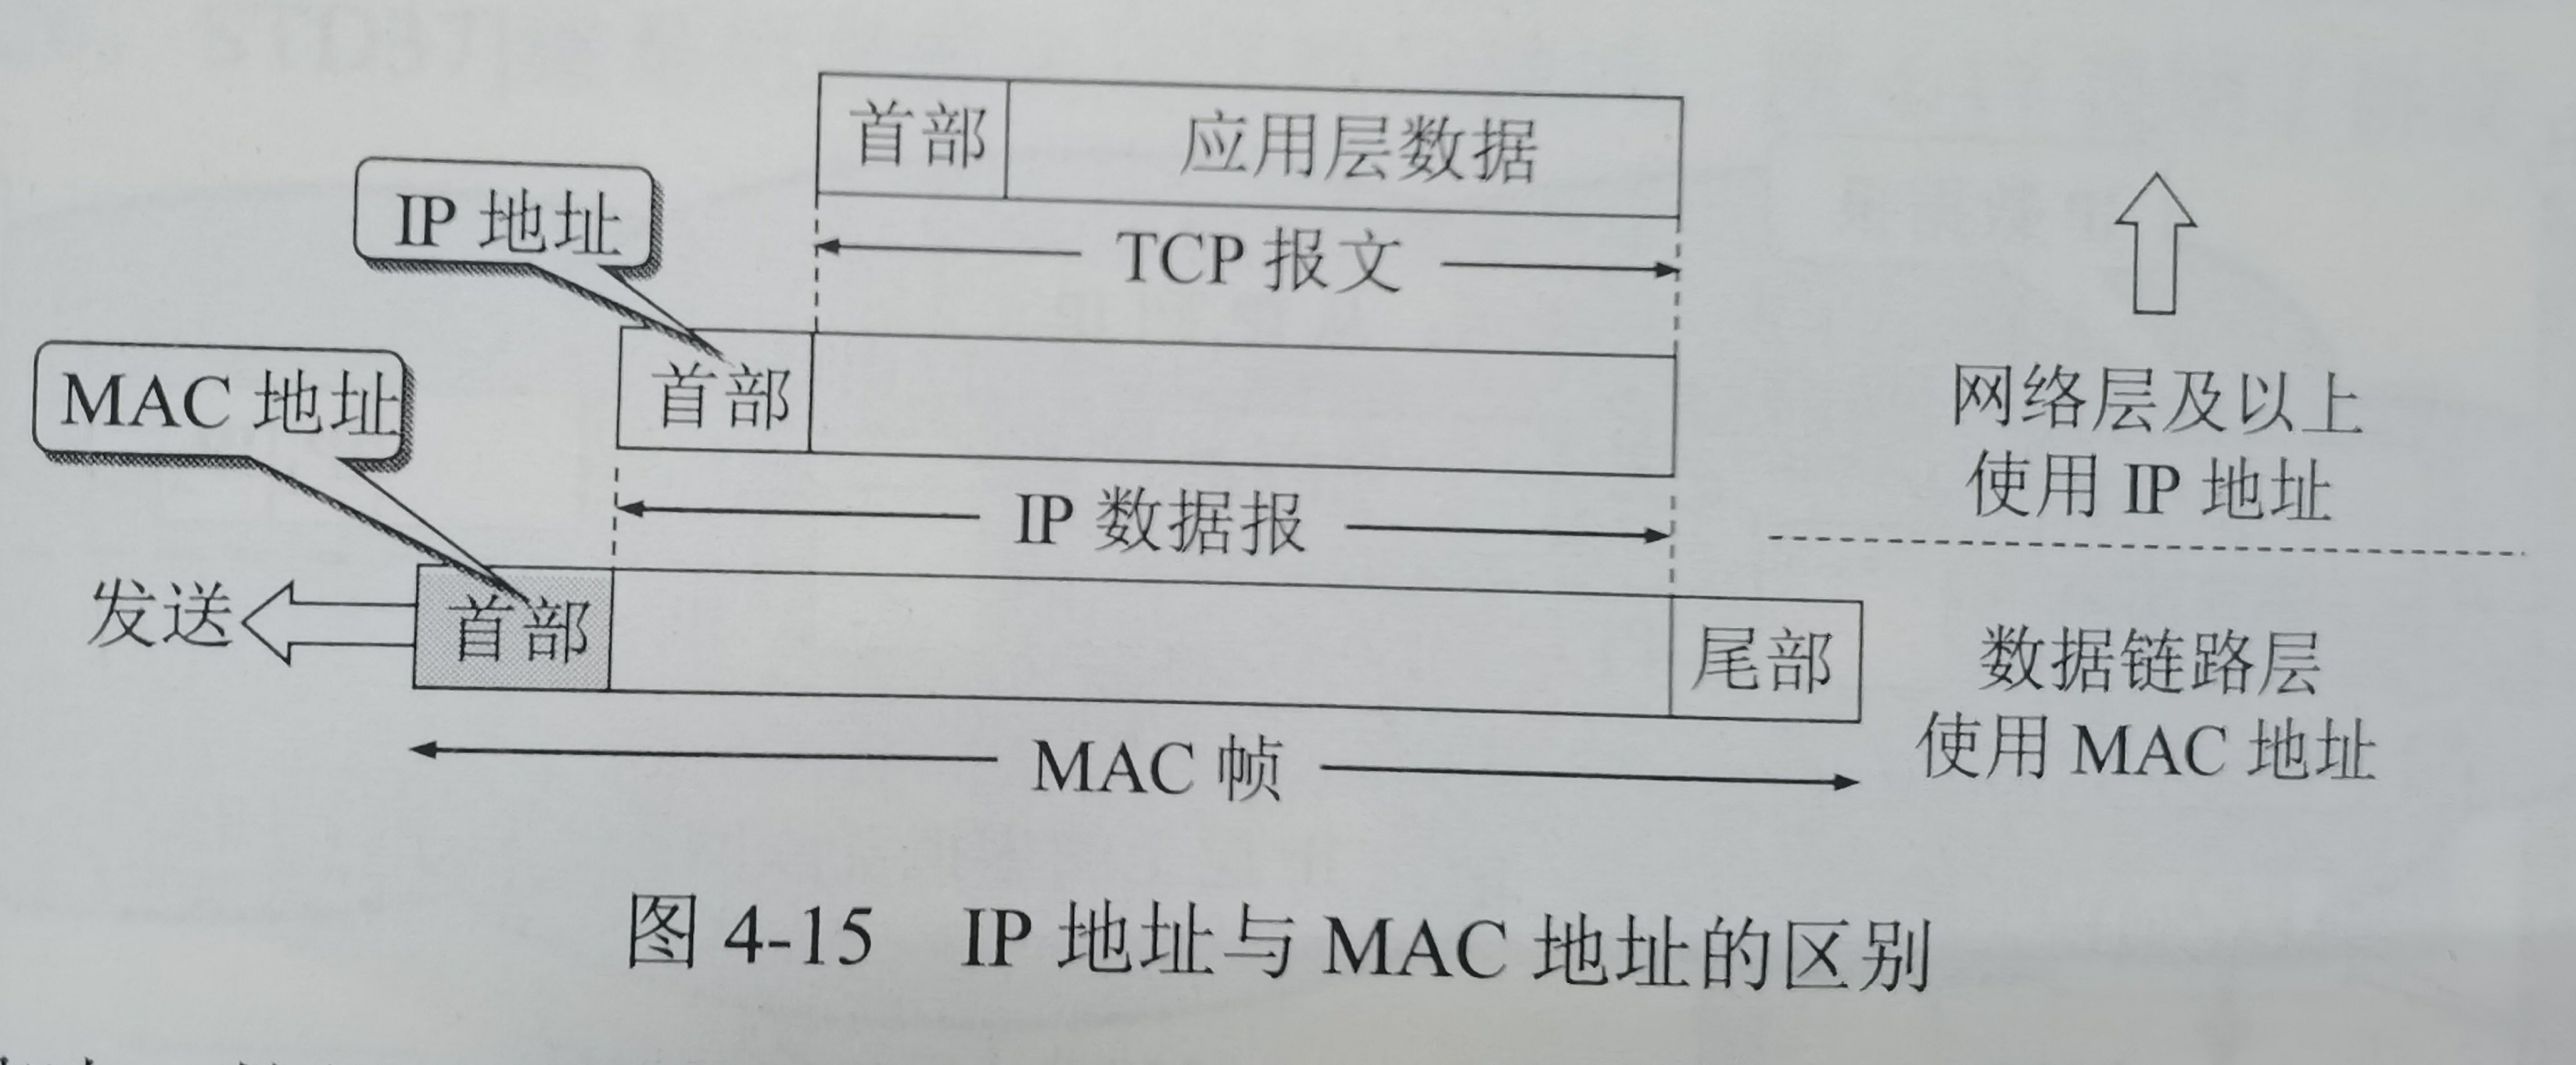 首部 应用层数据
IP 地址
TCP 报文
MAC 地址
首部
网络层及以上
使用 IP 地址
IP 数据报
发送
首部
尾部
数据链路层
使用 MAC 地址
MAC 帧
图 4-15 IP 地址与 MAC 地址的区别